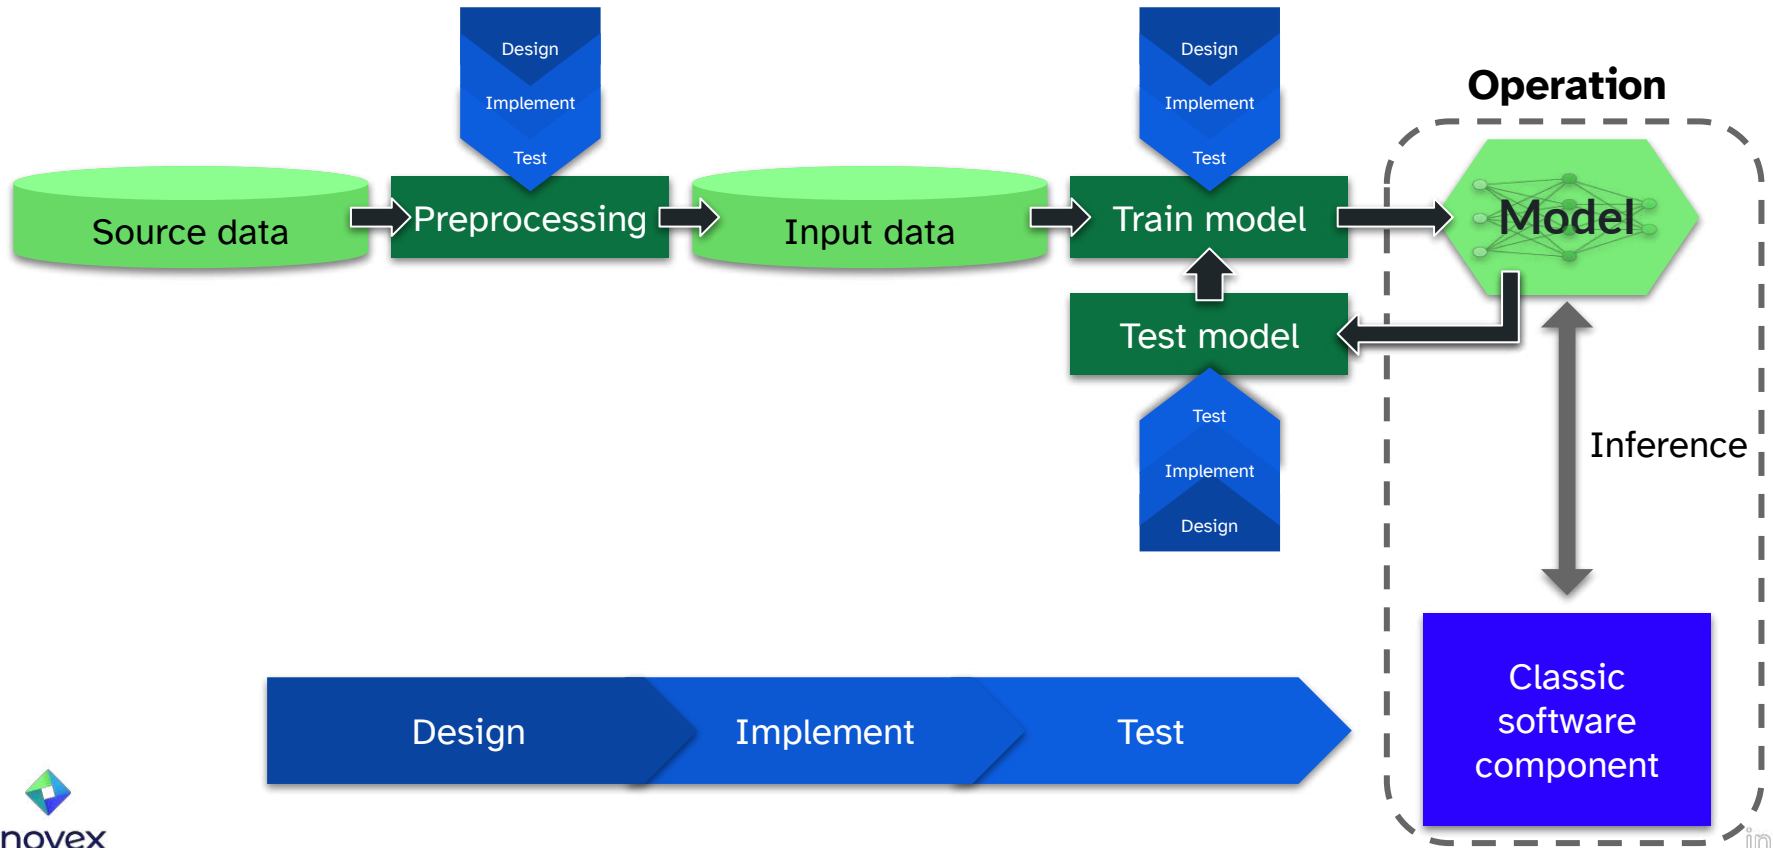 Design
Implement
Test
Design
Implement
Test
Operation
Source data
Preprocessing
Input data
Train model
Model
Test model
Test
Implement
Design
Inference
Design
Implement
Test
Classic
software
component
novex
in